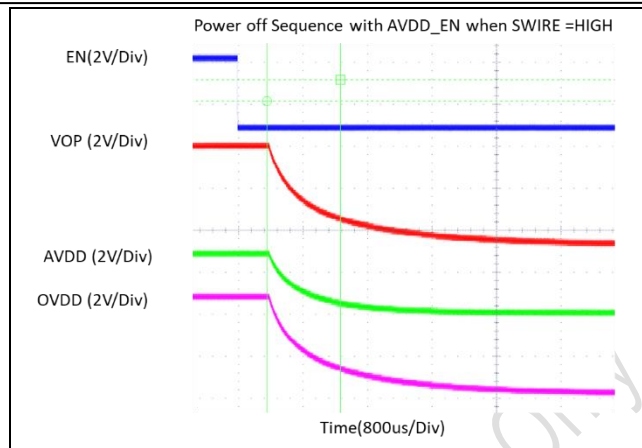 Power off Sequence with AVDD_EN when SWIRE =HIGH
EN(2V/Div)
VOP (2V/Div)
AVDD (2V/Div)
OVDD (2V/Div)
Time(800us/Div)
Only